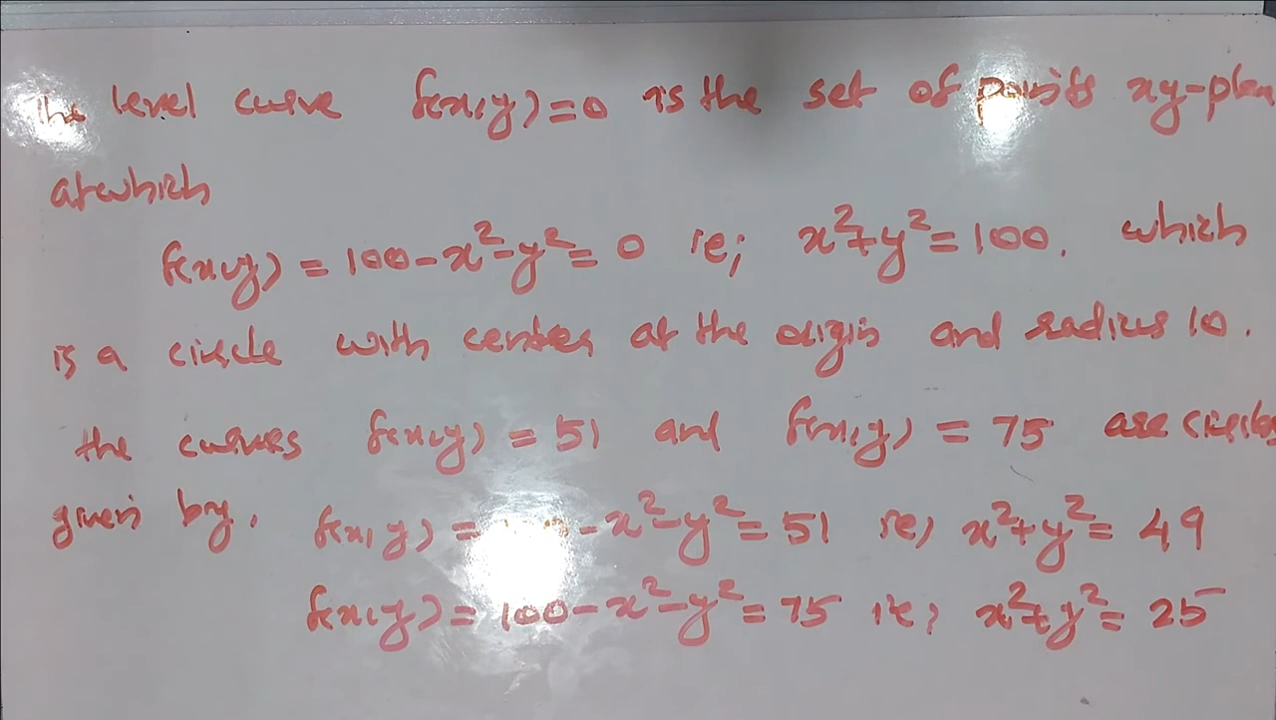 The level curve f(x,y)=0 is the set of points xy-plan
at which
f(x,y) = 100-x²-y² = 0 ie; x²+y² = 100. which
is a circle with center at the origin and radius 10.
the curves f(x,y) = 51 and f(x,y) = 75 are circles
given by. f(x,y) = -x²-y² = 51 ie) x²+y² = 49
f(x,y) = 100-x²-y² = 75 ie; x²+y² = 25